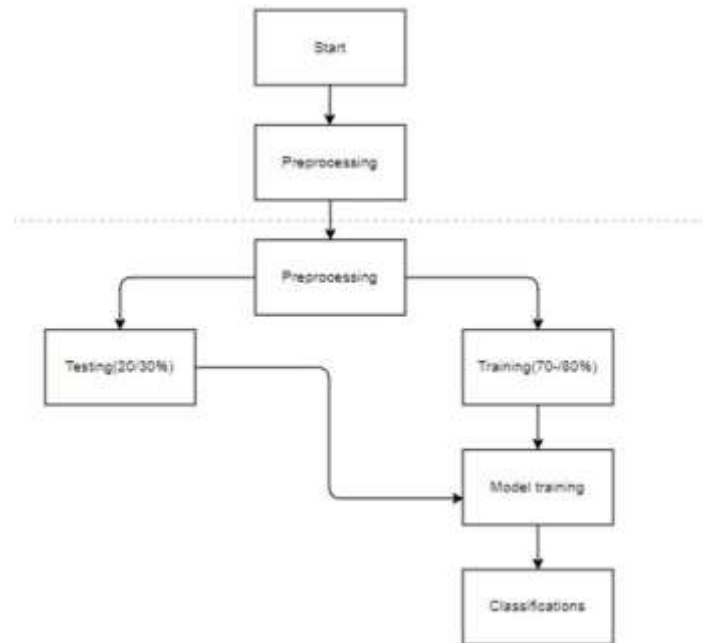 Start
Preprocessing
Preprocessing
Testing(20/30%)
Training(70-/80%)
Model training
Classifications